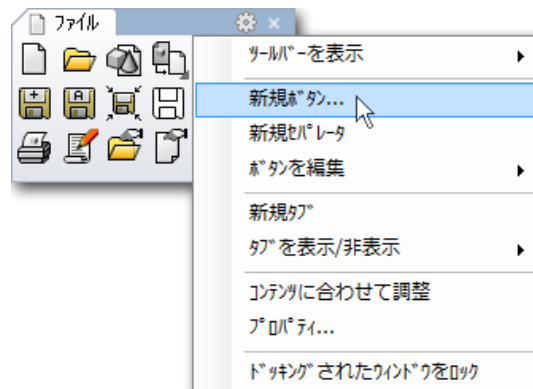 ﾌｧｲﾙ
ﾂｰﾙﾊﾞｰを表示
新規ﾎﾞﾀﾝ...
新規ｾﾊﾟﾚｰﾀ
ﾎﾞﾀﾝを編集
新規ﾀﾌﾞ
ﾀﾌﾞを表示/非表示
ｺﾝﾃﾝﾂに合わせて調整
ﾌﾟﾛﾊﾟﾃｨ...
ﾄﾞｯｷﾝｸﾞされたｳｨﾝﾄﾞｳをﾛｯｸ